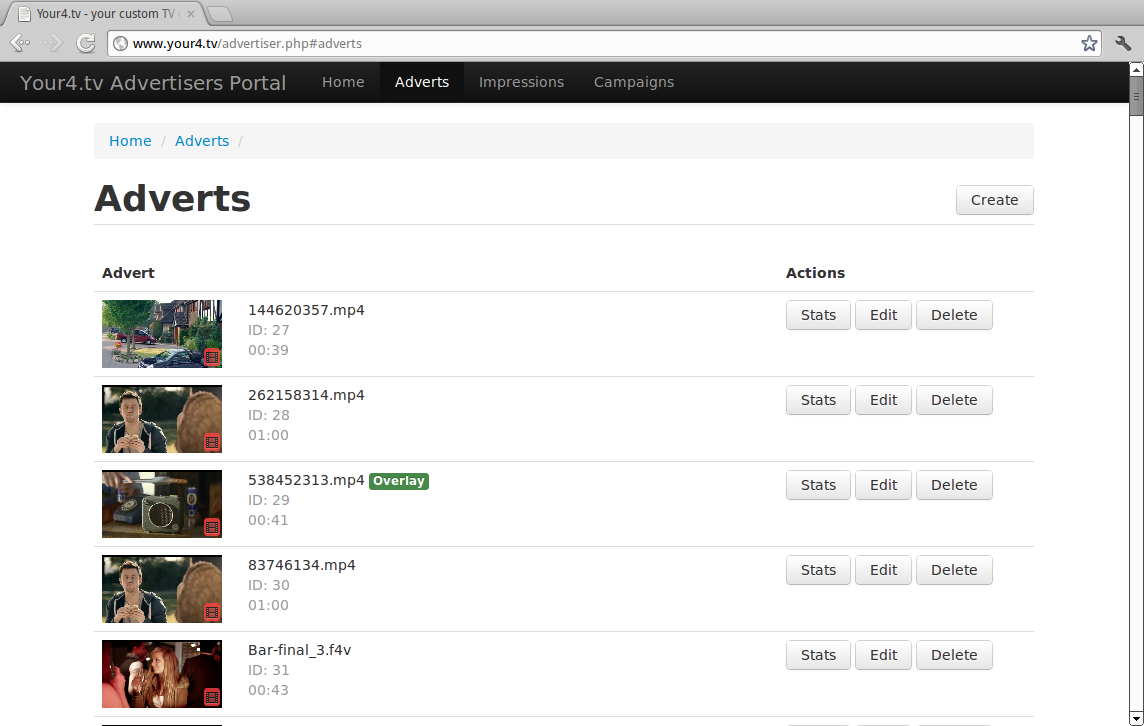 Your4.tv - your custom TV
www.your4.tv/advertiser.php#adverts
Your4.tv Advertisers Portal Home Adverts Impressions Campaigns
Home / Adverts /
Adverts
Create
Advert Actions
144620357.mp4
ID: 27
00:39
Stats Edit Delete
262158314.mp4
ID: 28
01:00
Stats Edit Delete
538452313.mp4 Overlay
ID: 29
00:41
Stats Edit Delete
83746134.mp4
ID: 30
01:00
Stats Edit Delete
Bar-final_3.f4v
ID: 31
00:43
Stats Edit Delete